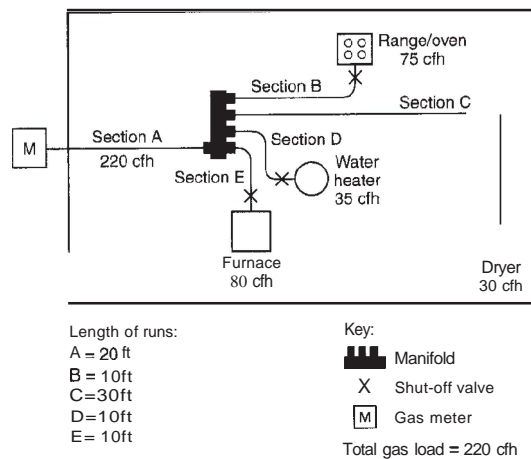 Range/oven
75 cfh
Section B
Section C
Section A
220 cfh
Section D
M
Section E
Water
heater
35 cfh
Furnace
80 cfh
Dryer
30 cfh
Length of runs:
A = 20 ft
B = 10ft
C=30ft
D=10ft
E= 10ft
Key:
Manifold
X Shut-off valve
M Gas meter
Total gas load = 220 cfh